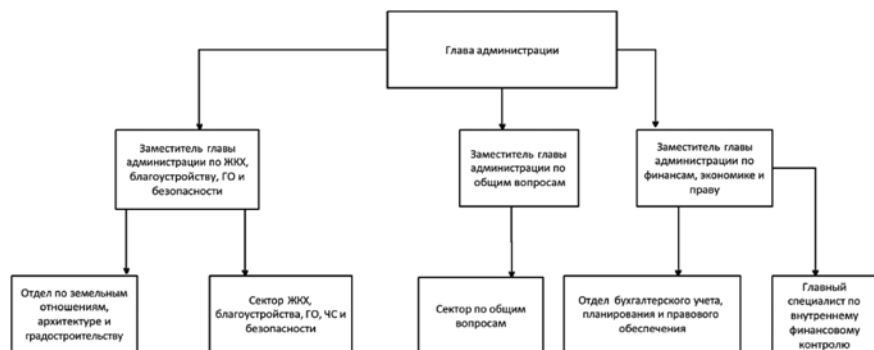 Глава администрации
Заместитель главы
администрации по ЖКХ,
благоустройству, ГО и
безопасности
Заместитель главы
администрации по
общим вопросам
Заместитель главы
администрации по
финансам, экономике и
праву
Отдел по земельным
отношениям,
архитектуре и
градостроительству
Сектор ЖКХ,
благоустройства, ГО, ЧС и
безопасности
Сектор по общим
вопросам
Отдел бухгалтерского учета,
планирования и правового
обеспечения
Главный
специалист по
внутреннему
финансовому
контролю